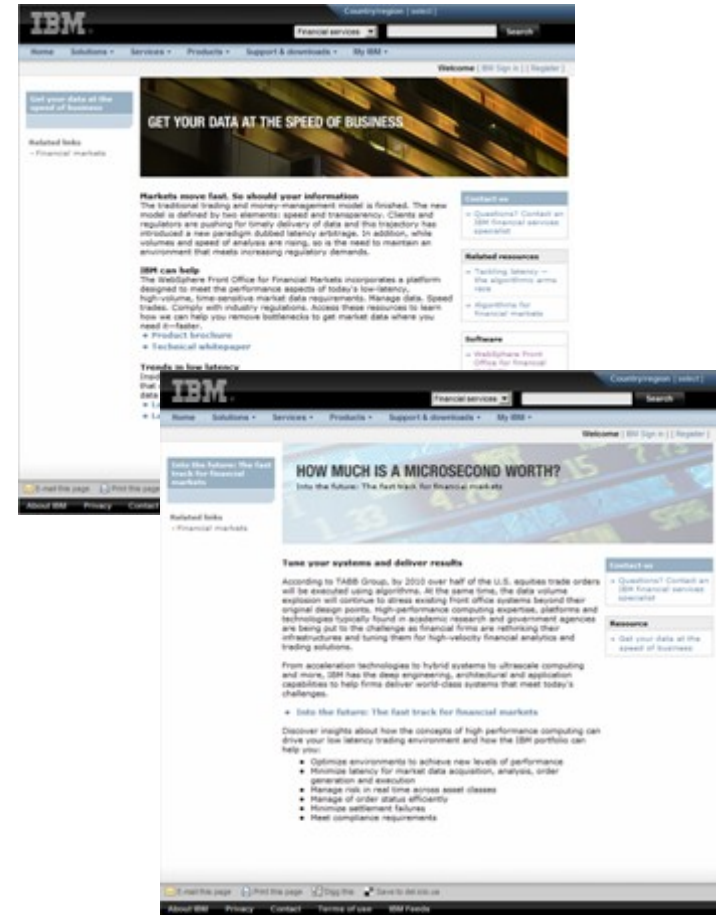 Country/region [ select ]
IBM
Financial services
Search
Home Solutions Services Products Support & downloads My IBM
Welcome [ IBM Sign in ] [ Register ]
Get your data at the
speed of business
Related links
- Financial markets
GET YOUR DATA AT THE SPEED OF BUSINESS
Markets move fast. So should your information
The traditional trading and money-management model is finished. The new
model is defined by two elements: speed and transparency. Clients and
regulators are pushing for timely delivery of data and this trajectory has
introduced a new paradigm dubbed latency arbitrage. In addition, while
volumes and speed of analysis are rising, so is the need to maintain an
environment that meets increasing regulatory demands.
IBM can help
The WebSphere Front Office for Financial Markets incorporates a platform
designed to meet the performance aspects of today's low-latency,
high-volume, time-sensitive market data requirements. Manage data. Speed
trades. Comply with industry regulations. Access these resources to learn
how we can help you remove bottlenecks to get market data where you
need it—faster.
Product brochure
Technical whitepaper
Trends in low latency
Contact us
Questions? Contact an
IBM financial services
specialist
Related resources
Tackling latency —
the algorithmic arms
race
Algorithms for
financial markets
Software
WebSphere Front
Office for financial
E-mail this page Print this page
About IBM Privacy Contact
Country/region [ select ]
IBM
Financial services
Search
Home Solutions Services Products Support & downloads My IBM
Welcome [ IBM Sign in ] [ Register ]
Into the future: The fast
track for financial
markets
Related links
- Financial markets
HOW MUCH IS A MICROSECOND WORTH?
Into the future: The fast track for financial markets
Tune your systems and deliver results
According to TABB Group, by 2010 over half of the U.S. equities trade orders
will be executed using algorithms. At the same time, the data volume
explosion will continue to stress existing front office systems beyond their
original design points. High-performance computing expertise, platforms and
technologies typically found in academic research and government agencies
are being put to the challenge as financial firms are rethinking their
infrastructures and tuning them for high-velocity financial analytics and
trading solutions.
From acceleration technologies to hybrid systems to ultrascale computing
and more, IBM has the deep engineering, architectural and application
capabilities to help firms deliver world-class systems that meet today's
challenges.
Into the future: The fast track for financial markets
Discover insights about how the concepts of high performance computing can
drive your low latency trading environment and how the IBM portfolio can
help you:
• Optimize environments to achieve new levels of performance
• Minimize latency for market data acquisition, analysis, order
generation and execution
• Manage risk in real time across asset classes
• Manage of order status efficiently
• Minimize settlement failures
• Meet compliance requirements
Contact us
Questions? Contact an
IBM financial services
specialist
Resource
Get your data at the
speed of business
E-mail this page Print this page Digg this Save to del.icio.us
About IBM Privacy Contact Terms of use IBM Feeds